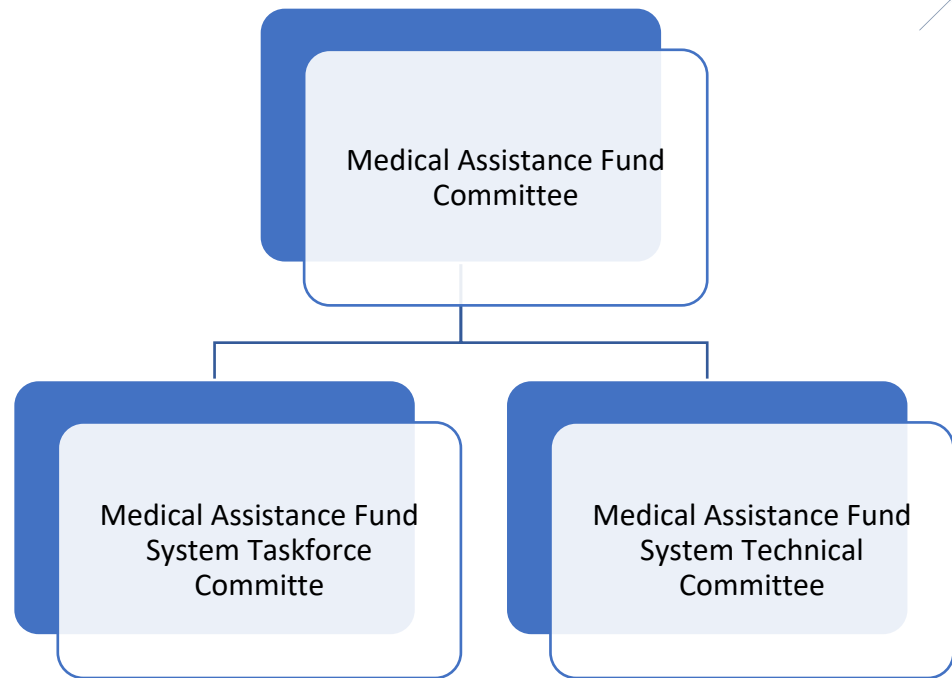 Medical Assistance Fund
Committee
Medical Assistance Fund
System Taskforce
Committe
Medical Assistance Fund
System Technical
Committee